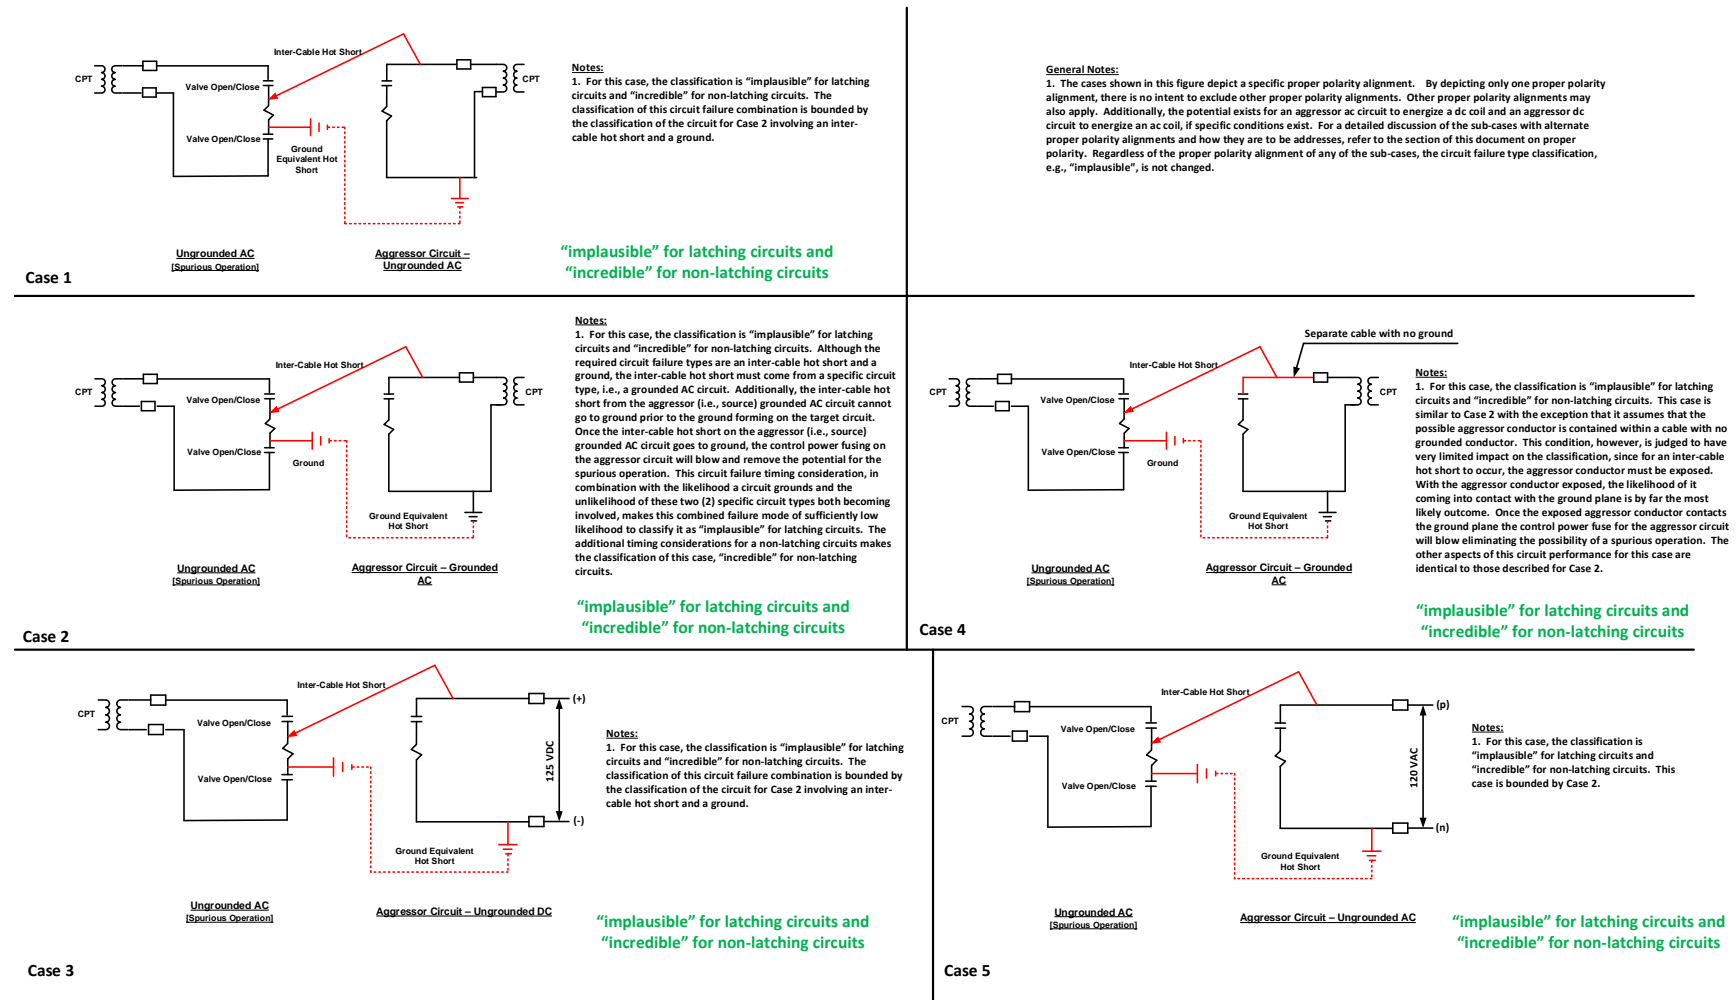 Inter-Cable Hot Short
CPT
Valve Open/Close
Valve Open/Close
Ground
Equivalent Hot
Short
CPT
Notes:
1. For this case, the classification is “implausible” for latching
circuits and “incredible” for non-latching circuits. The
classification of this circuit failure combination is bounded by
the classification of the circuit for Case 2 involving an inter-
cable hot short and a ground.
Ungrounded AC
[Spurious Operation]
Aggressor Circuit –
Ungrounded AC
“implausible” for latching circuits and
“incredible” for non-latching circuits
Case 1
General Notes:
1. The cases shown in this figure depict a specific proper polarity alignment. By depicting only one proper polarity
alignment, there is no intent to exclude other proper polarity alignments. Other proper polarity alignments may
also apply. Additionally, the potential exists for an aggressor ac circuit to energize a dc coil and an aggressor dc
circuit to energize an ac coil, if specific conditions exist. For a detailed discussion of the sub-cases with alternate
proper polarity alignments and how they are to be addresses, refer to the section of this document on proper
polarity. Regardless of the proper polarity alignment of any of the sub-cases, the circuit failure type classification,
e.g., “implausible”, is not changed.
Inter-Cable Hot Short
CPT
Valve Open/Close
Valve Open/Close
Ground
CPT
Ground Equivalent
Hot Short
Notes:
1. For this case, the classification is “implausible” for latching
circuits and “incredible” for non-latching circuits. Although the
required circuit failure types are an inter-cable hot short and a
ground, the inter-cable hot short must come from a specific circuit
type, i.e., a grounded AC circuit. Additionally, the inter-cable hot
short from the aggressor (i.e., source) grounded AC circuit cannot
go to ground prior to the ground forming on the target circuit.
Once the inter-cable hot short on the aggressor (i.e., source)
grounded AC circuit goes to ground, the control power fusing on
the aggressor circuit will blow and remove the potential for the
spurious operation. This circuit failure timing consideration, in
combination with the likelihood a circuit grounds and the
unlikelihood of these two (2) specific circuit types both becoming
involved, makes this combined failure mode of sufficiently low
likelihood to classify it as “implausible” for latching circuits. The
additional timing considerations for a non-latching circuits makes
the classification of this case, “incredible” for non-latching
circuits.
Ungrounded AC
[Spurious Operation]
Aggressor Circuit – Grounded
AC
“implausible” for latching circuits and
“incredible” for non-latching circuits
Case 2
Separate cable with no ground
Inter-Cable Hot Short
CPT
Valve Open/Close
Valve Open/Close
Ground
CPT
Ground Equivalent
Hot Short
Notes:
1. For this case, the classification is “implausible” for latching
circuits and “incredible” for non-latching circuits. This case is
similar to Case 2 with the exception that it assumes that the
possible aggressor conductor is contained within a cable with no
grounded conductor. This condition, however, is judged to have
very limited impact on the classification, since for an inter-cable
hot short to occur, the aggressor conductor must be exposed.
With the aggressor conductor exposed, the likelihood of it
coming into contact with the ground plane is by far the most
likely outcome. Once the exposed aggressor conductor contacts
the ground plane the control power fuse for the aggressor circuit
will blow eliminating the possibility of a spurious operation. The
other aspects of this circuit performance for this case are
identical to those described for Case 2.
Ungrounded AC
[Spurious Operation]
Aggressor Circuit – Grounded
AC
“implausible” for latching circuits and
“incredible” for non-latching circuits
Case 4
Inter-Cable Hot Short
CPT
Valve Open/Close
Valve Open/Close
(+)
125 VDC
(-)
Ground Equivalent
Hot Short
Notes:
1. For this case, the classification is “implausible” for latching
circuits and “incredible” for non-latching circuits. The
classification of this circuit failure combination is bounded by
the classification of the circuit for Case 2 involving an inter-
cable hot short and a ground.
Ungrounded AC
[Spurious Operation]
Aggressor Circuit – Ungrounded DC
“implausible” for latching circuits and
“incredible” for non-latching circuits
Case 3
Inter-Cable Hot Short
CPT
Valve Open/Close
Valve Open/Close
(p)
120 VAC
(n)
Ground Equivalent
Hot Short
Notes:
1. For this case, the classification is
“implausible” for latching circuits and
“incredible” for non-latching circuits. This
case is bounded by Case 2.
Ungrounded AC
[Spurious Operation]
Aggressor Circuit – Ungrounded AC
“implausible” for latching circuits and
“incredible” for non-latching circuits
Case 5